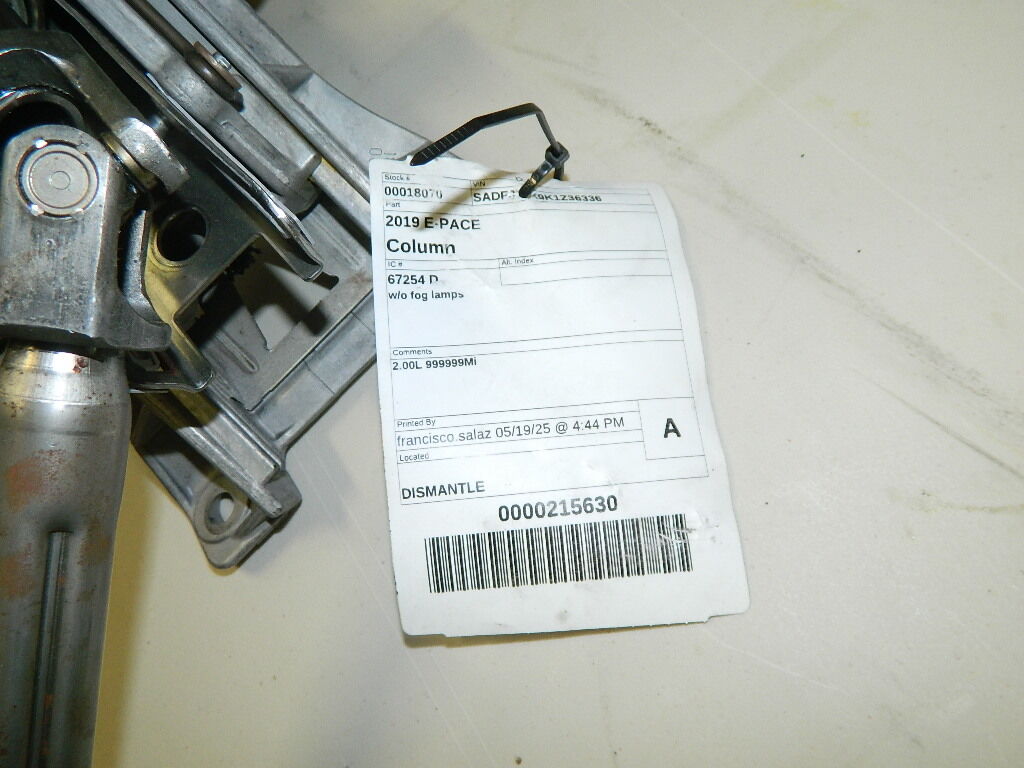 Stock #
VIN
00018070
Part
2019 E-PACE
Column
IC #
Alt. Index
67254 D
w/o fog lamps
Comments
2.00L 999999Mi
Printed By
francisco.salaz 05/19/25 @ 4:44 PM
A
Located
DISMANTLE
0000215630